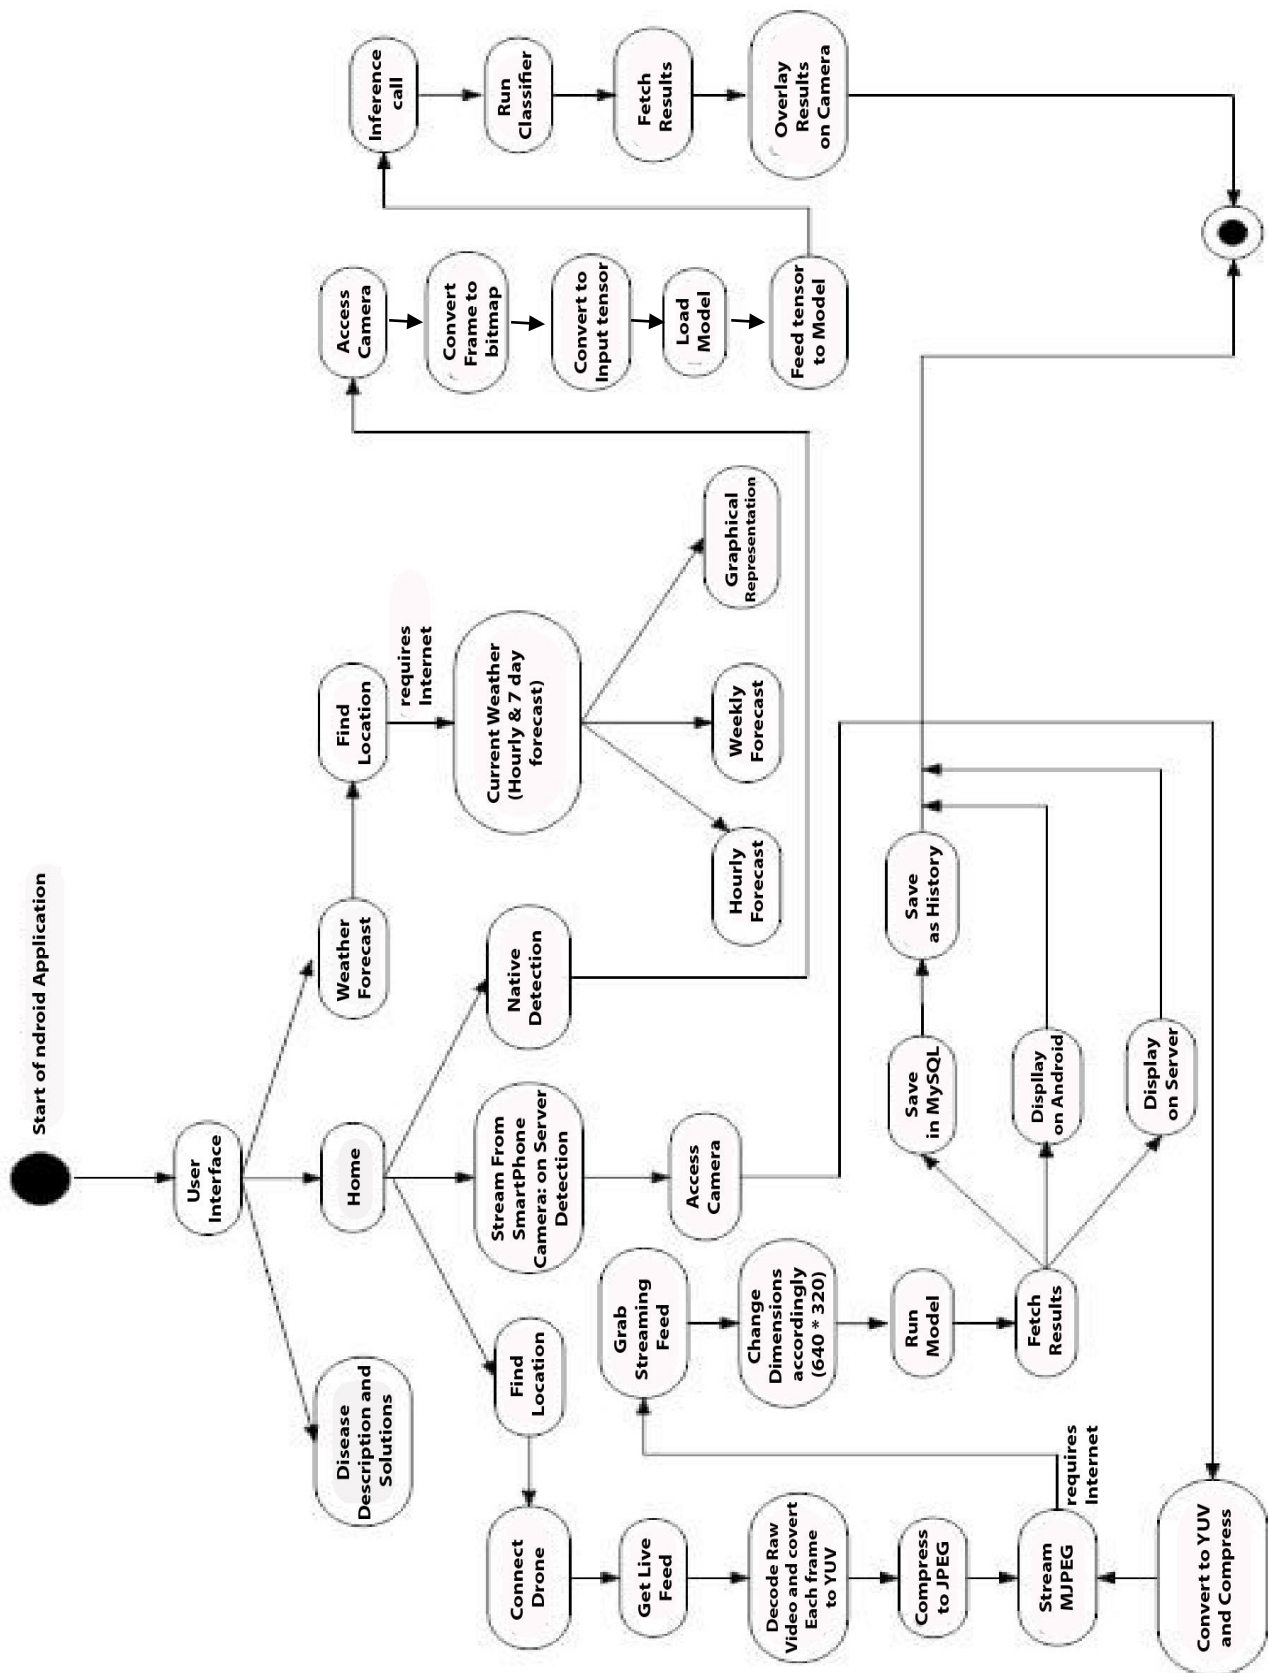 Start of ndroid Application
User
Interface
Disease
Description and
Solutions
Home
Weather
Forecast
Find
Location
requires
Internet
Current Weather
(Hourly & 7 day
forecast)
Hourly
Forecast
Weekly
Forecast
Graphical
Representation
Find
Location
Stream From
SmartPhone
Camera: on Server
Detection
Native
Detection
Connect
Drone
Get Live
Feed
Decode Raw
Video and covert
Each frame
to YUV
Compress
to JPEG
Stream
MJPEG
requires
Internet
Convert to YUV
and Compress
Access
Camera
Grab
Streaming
Feed
Change
Dimensions
accordingly
(640 * 320)
Run
Model
Fetch
Results
Save
in MySQL
Save
as History
Displlay
on Android
Display
on Server
Access
Camera
Convert
Frame to
bitmap
Convert to
Input tensor
Load
Model
Feed tensor
to Model
Inference
call
Run
Classifier
Fetch
Results
Overlay
Results
on Camera